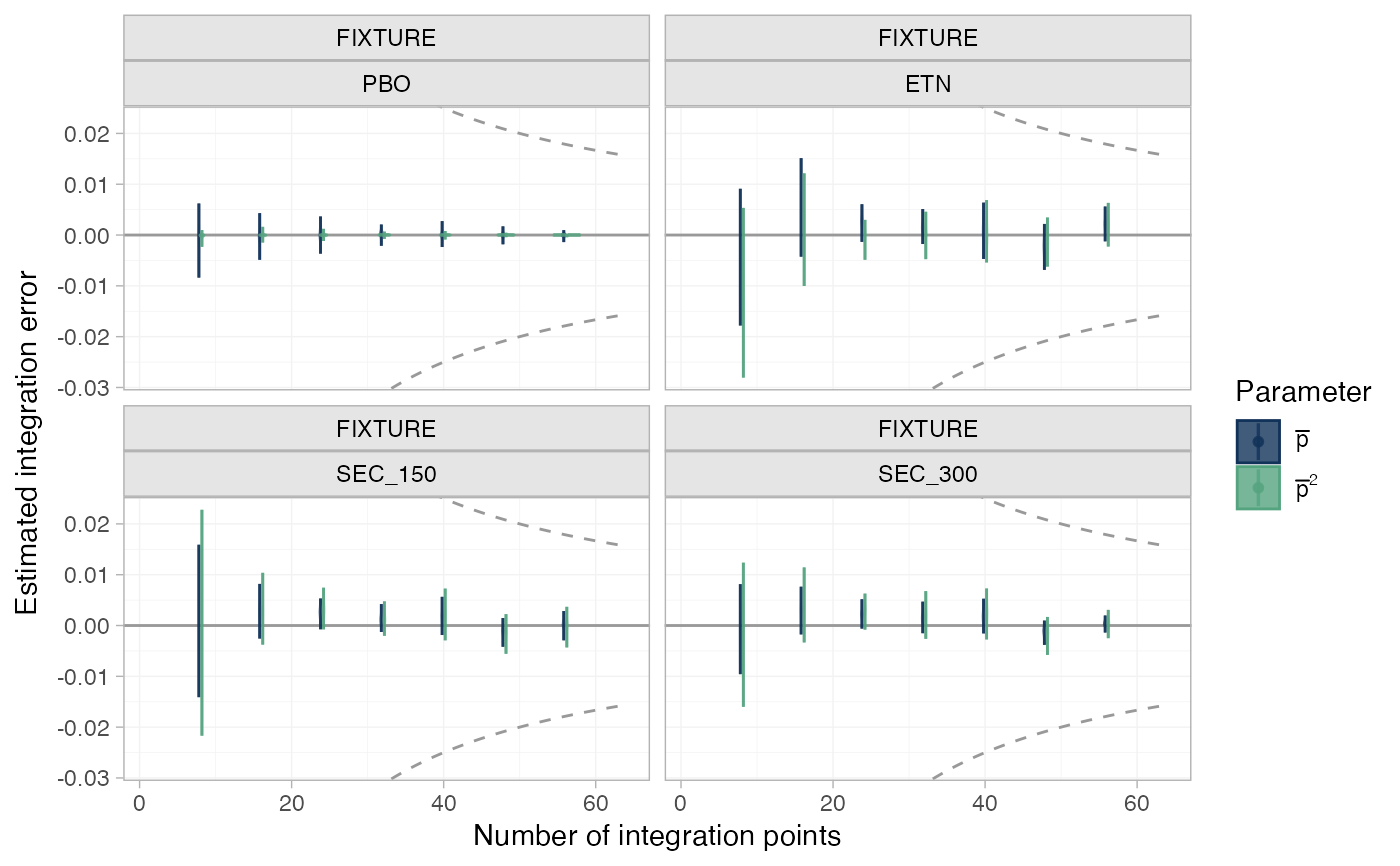 FIXTURE FIXTURE
PBO ETN
0.02
0.01
0.00
-0.01
-0.02
-0.03
FIXTURE FIXTURE
SEC_150 SEC_300
0.02
0.01
0.00
-0.01
-0.02
-0.03
0 20 40 60 0 20 40 60
Number of integration points
Estimated integration error
Parameter
p̅
p̅²